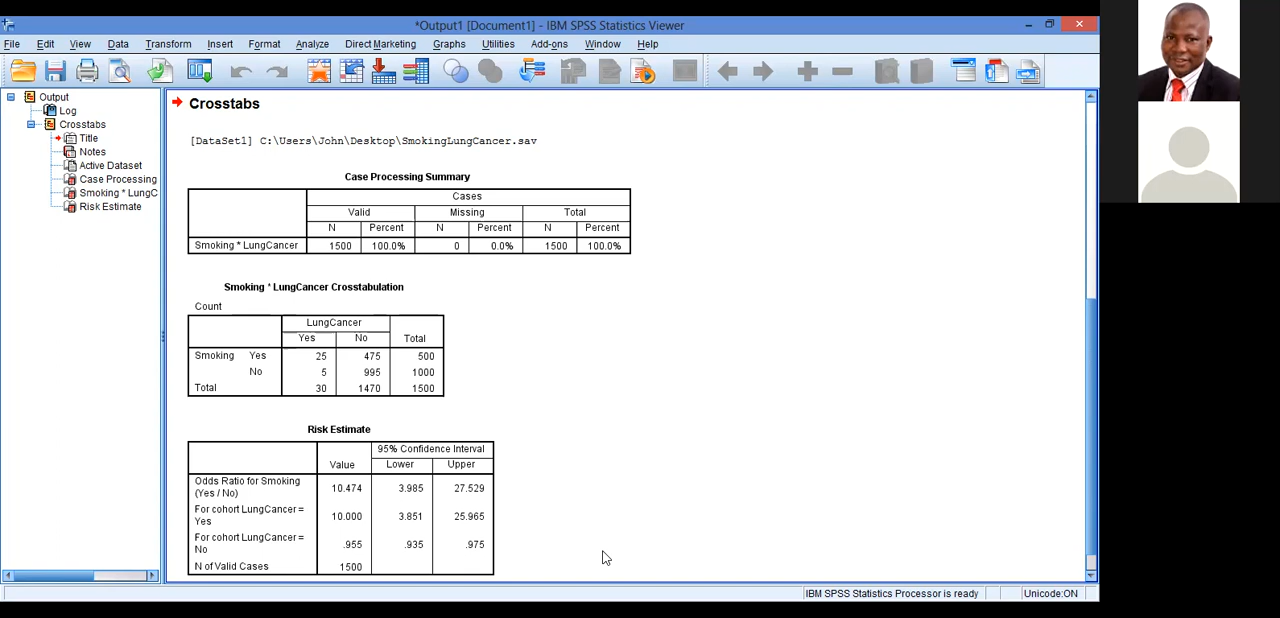 *Output1 [Document1] - IBM SPSS Statistics Viewer
File Edit View Data Transform Insert Format Analyze Direct Marketing Graphs Utilities Add-ons Window Help
Output
Log
Crosstabs
Title
Notes
Active Dataset
Case Processing
Smoking * LungC
Risk Estimate
Crosstabs
[DataSet1] C:\Users\John\Desktop\SmokingLungCancer.sav
Case Processing Summary
Cases
Valid Missing Total
N Percent N Percent N Percent
Smoking * LungCancer 1500 100.0% 0 0.0% 1500 100.0%
Smoking * LungCancer Crosstabulation
Count
LungCancer
Yes No Total
Smoking Yes 25 475 500
No 5 995 1000
Total 30 1470 1500
Risk Estimate
95% Confidence Interval
Value Lower Upper
Odds Ratio for Smoking
(Yes / No) 10.474 3.985 27.529
For cohort LungCancer =
Yes 10.000 3.851 25.965
For cohort LungCancer =
No .955 .935 .975
N of Valid Cases 1500
IBM SPSS Statistics Processor is ready Unicode:ON